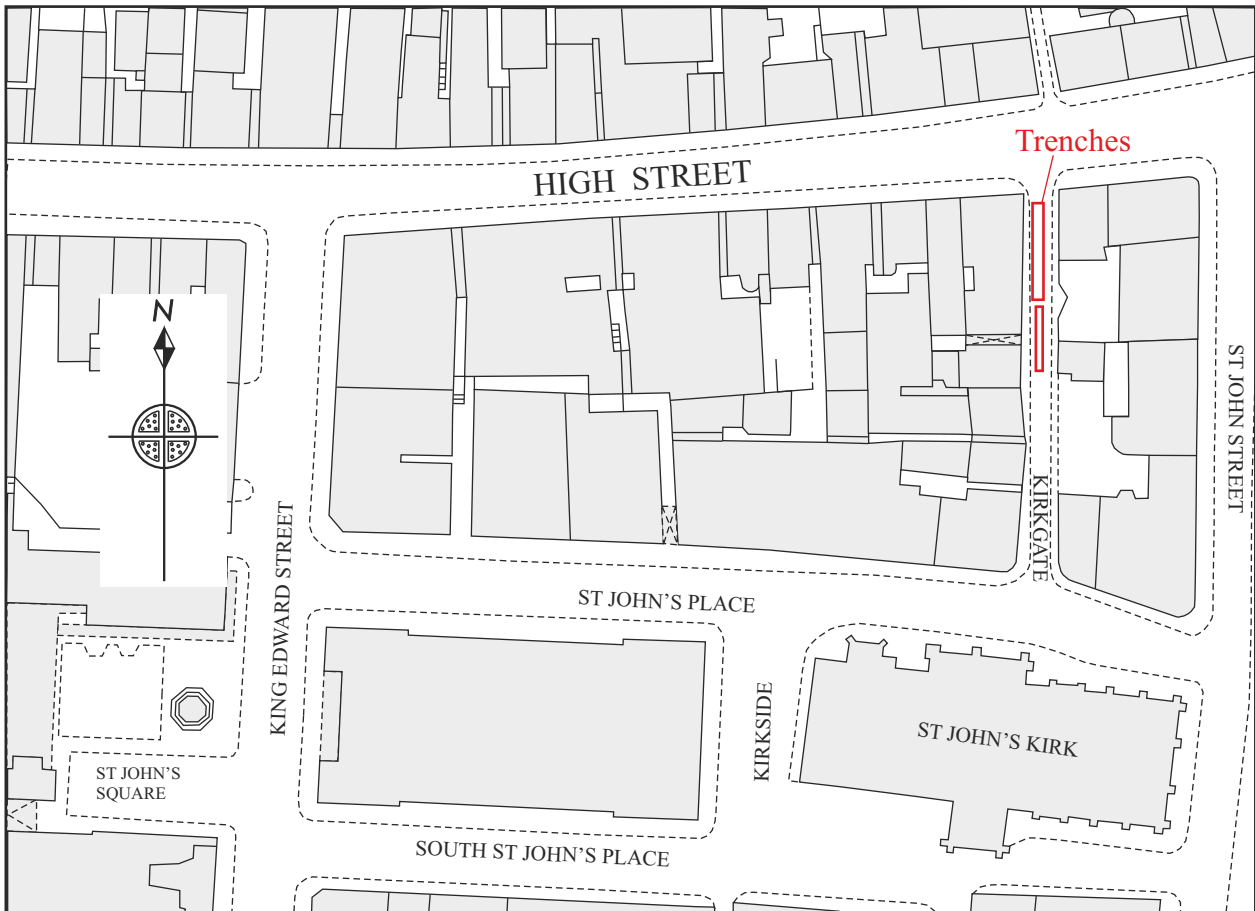 Trenches
HIGH STREET
N
ST JOHN STREET
KIRKGATE
KING EDWARD STREET
ST JOHN'S PLACE
KIRKSIDE
ST JOHN'S KIRK
ST JOHN'S
SQUARE
SOUTH ST JOHN'S PLACE